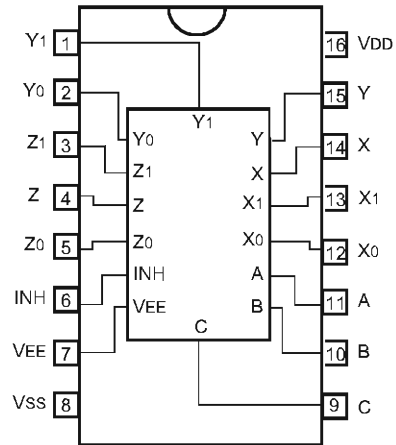 Y1 1 16 VDD
Y0 2 15 Y
Z1 3 14 X
Z 4 13 X1
Z0 5 12 X0
INH 6 11 A
VEE 7 10 B
VSS 8 9 C
Y1
Y0 Y
Z1 X
Z X1
Z0 X0
INH A
VEE B
C